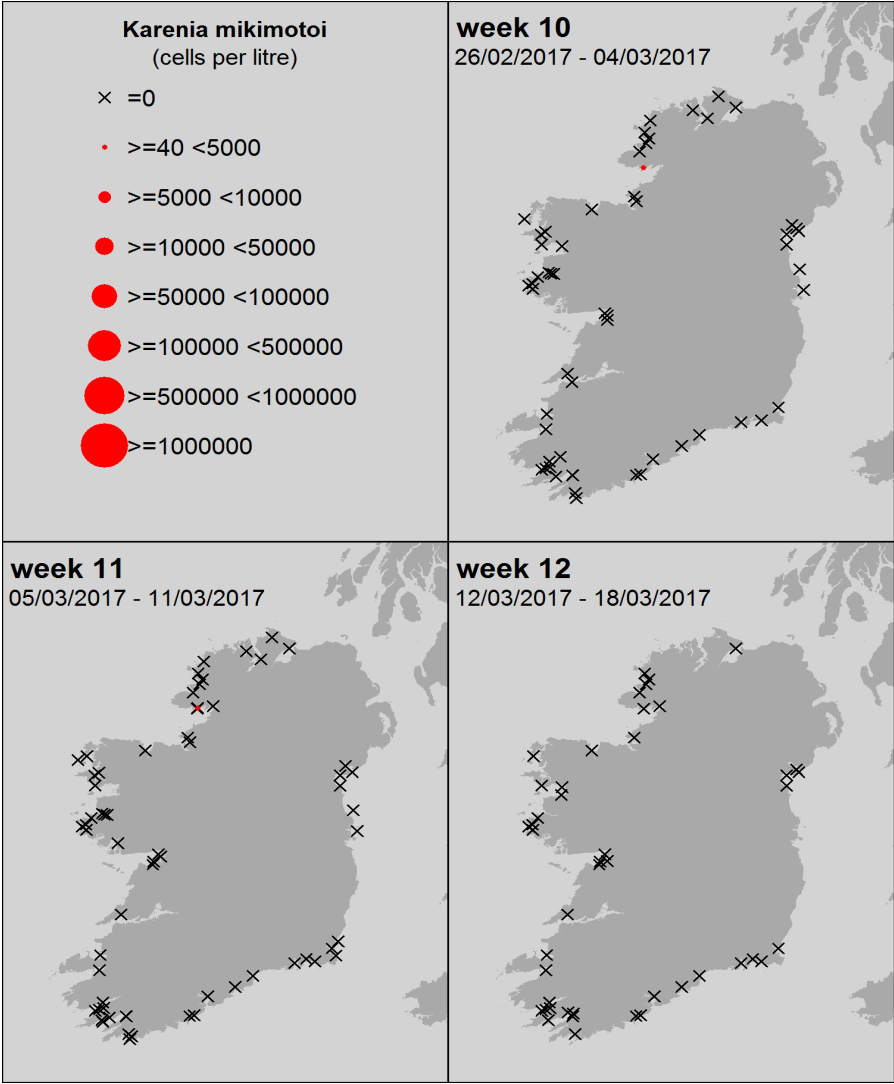 Karenia mikimotoi
(cells per litre)
=0
>=40 <5000
>=5000 <10000
>=10000 <50000
>=50000 <100000
>=100000 <500000
>=500000 <1000000
>=1000000
week 10
26/02/2017 - 04/03/2017
week 11
05/03/2017 - 11/03/2017
week 12
12/03/2017 - 18/03/2017